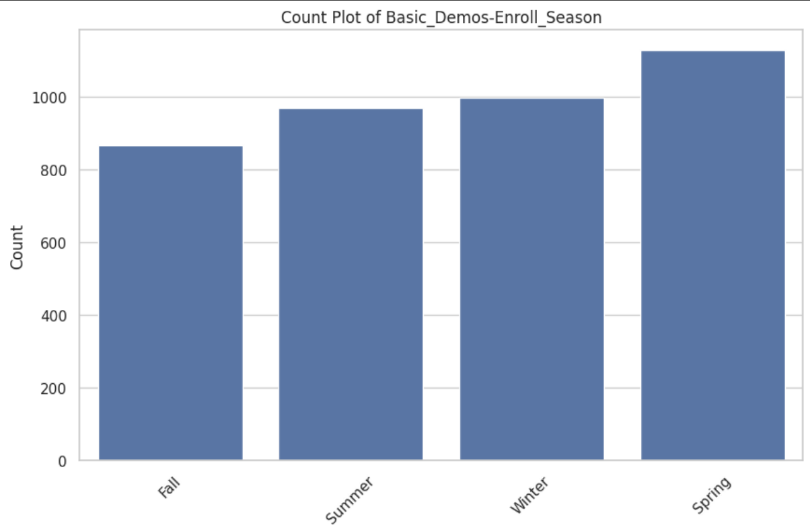 Count Plot of Basic_Demos-Enroll_Season
1000
800
600
400
200
0
Count
Fall
Summer
Winter
Spring